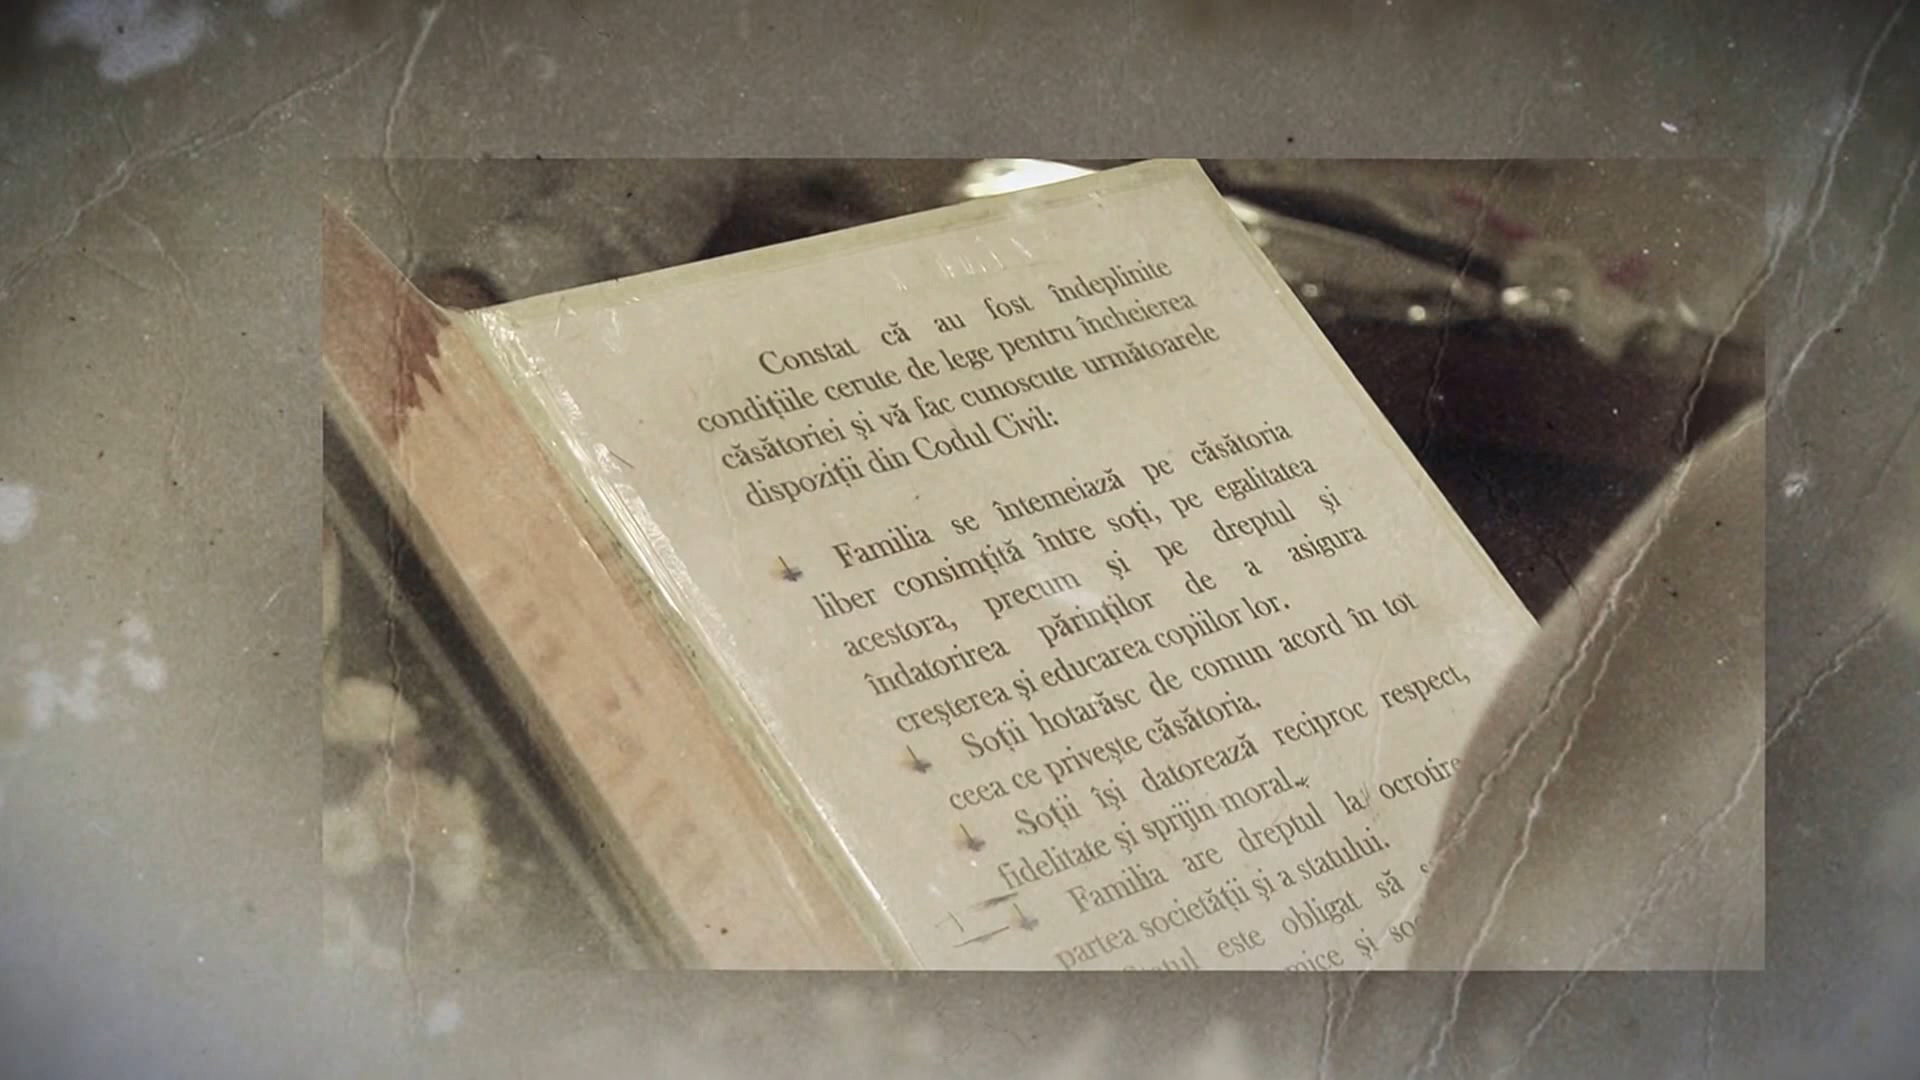 Constat că au fost îndeplinite
condițiile cerute de lege pentru încheierea
căsătoriei și vă fac cunoscute următoarele
dispoziții din Codul Civil:
Familia se întemeiază pe căsătoria
liber consimțită între soți, pe egalitatea
acestora, precum și pe dreptul și
îndatorirea părinților de a asigura
creșterea și educarea copiilor lor.
Soții hotarăsc de comun acord în tot
ceea ce privește căsătoria.
Soții își datorează reciproc respect,
fidelitate și sprijin moral.
Familia are dreptul la ocrotire
partea societății și a statului.
este obligat să
și